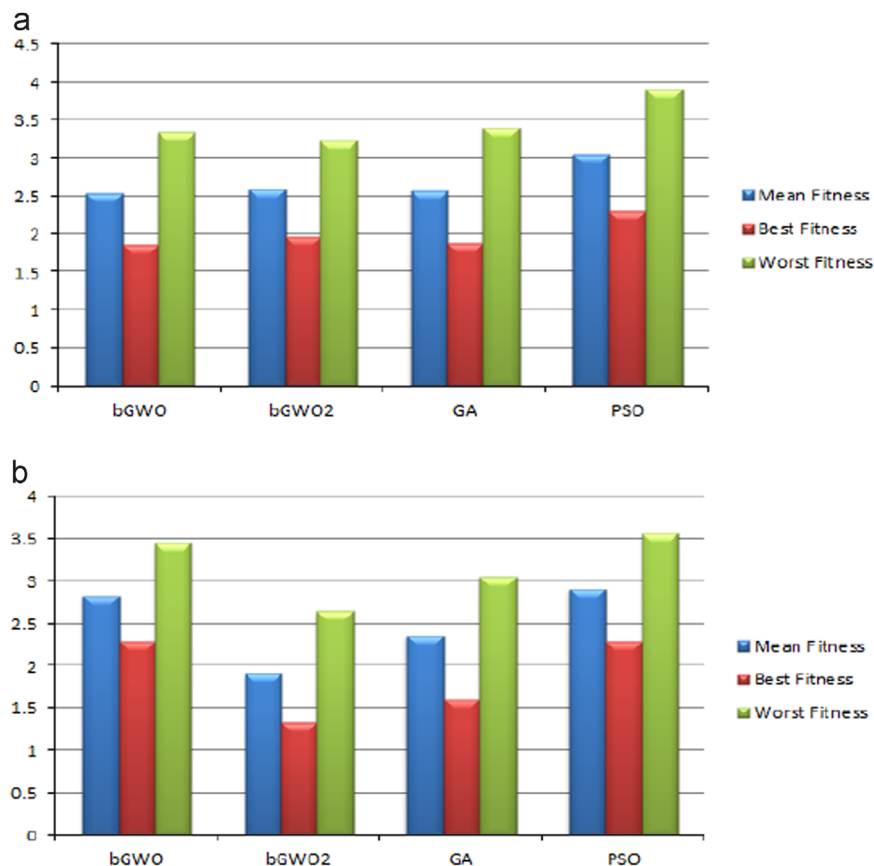 a
4.5
4
3.5
3
2.5
2
1.5
1
0.5
0
bGWO
bGWO2
GA
PSO
Mean Fitness
Best Fitness
Worst Fitness
b
4
3.5
3
2.5
2
1.5
1
0.5
0
bGWO
bGWO2
GA
PSO
Mean Fitness
Best Fitness
Worst Fitness